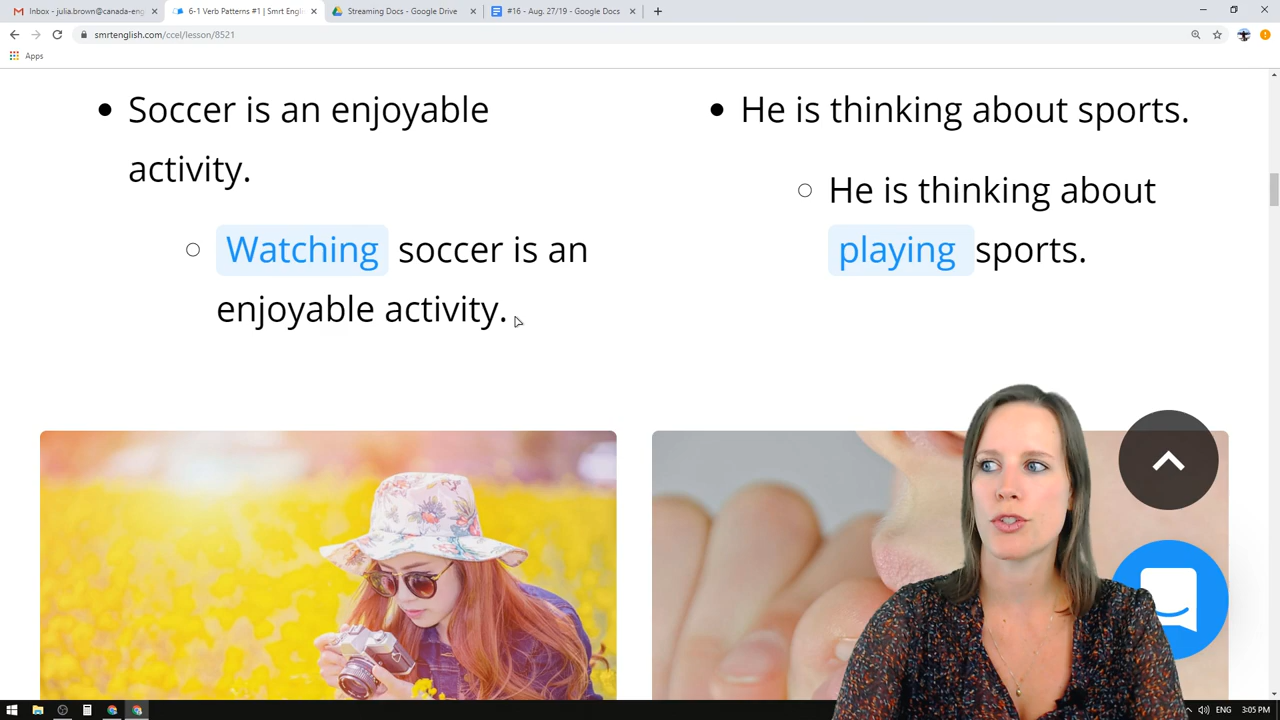 Inbox - julia.brown@canada-eng
6-1 Verb Patterns #1 | Smrt Engl
Streaming Docs - Google Drive
#16 - Aug. 27/19 - Google Docs
smrtenglish.com/ccel/lesson/8521
Apps
Soccer is an enjoyable
activity.
Watching soccer is an
enjoyable activity.
He is thinking about sports.
He is thinking about
playing sports.
ENG
3:05 PM